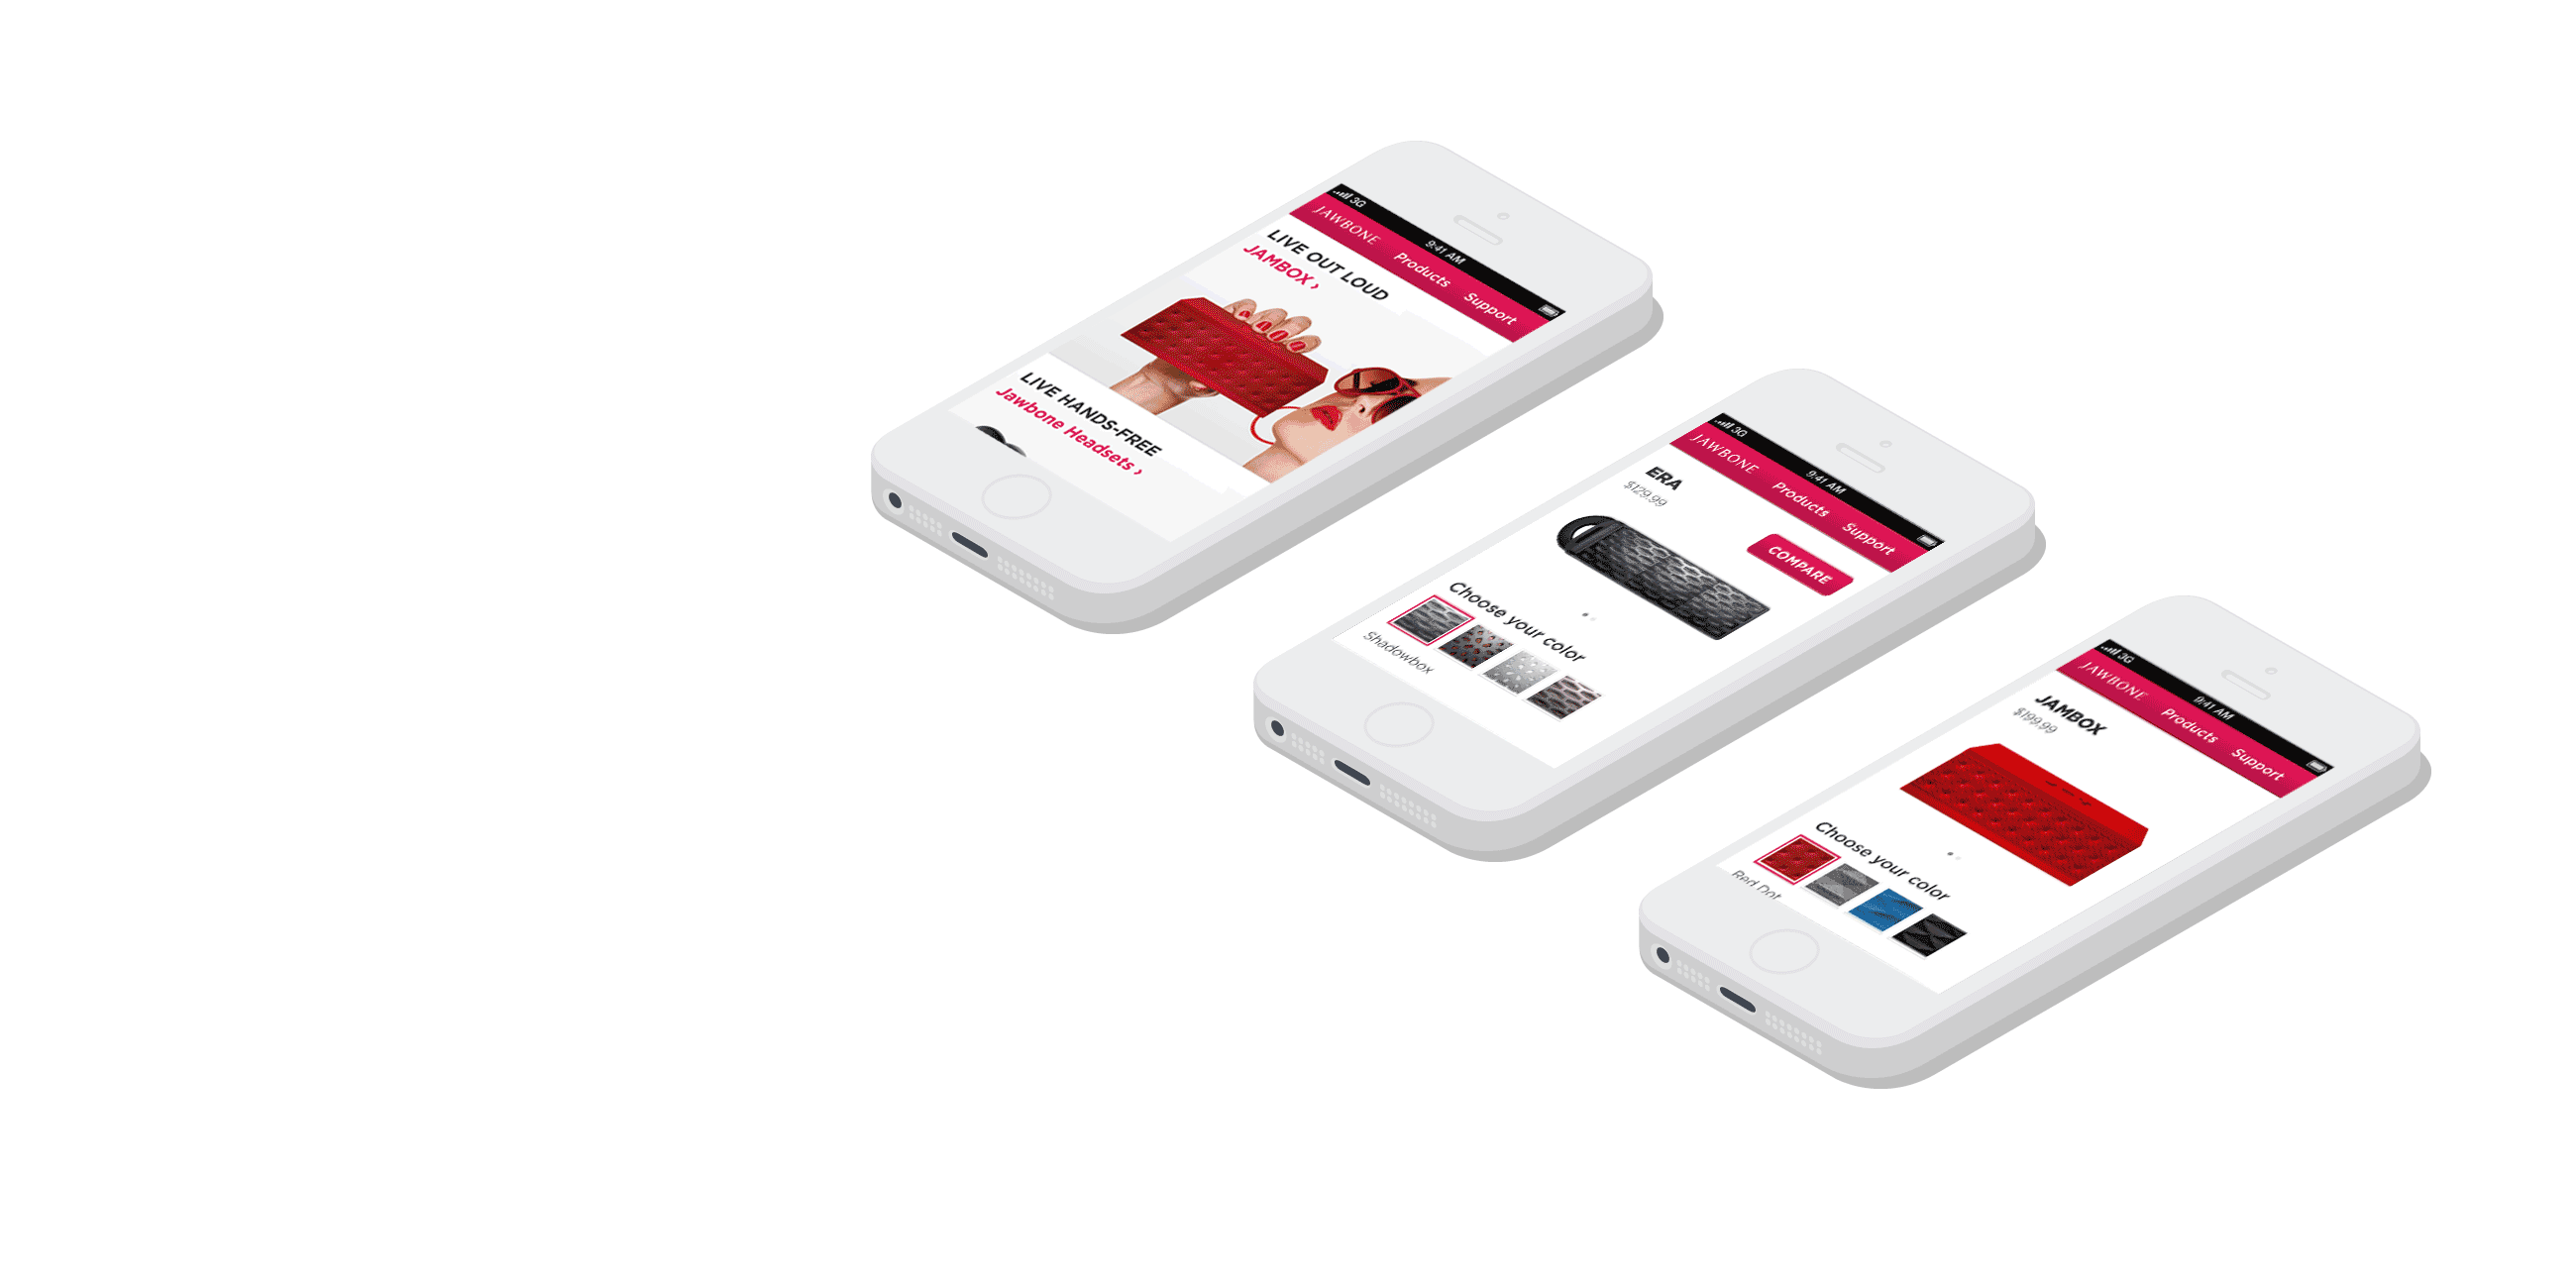 3G
9:41 AM
JAWBONE Products Support
LIVE OUT LOUD
JAMBOX ›
LIVE HANDS-FREE
Jawbone Headsets ›
3G
9:41 AM
JAWBONE Products Support
ERA
$129.99
COMPARE
Choose your color
Shadowbox
3G
9:41 AM
JAWBONE Products Support
JAMBOX
$199.99
Choose your color
Red Dot